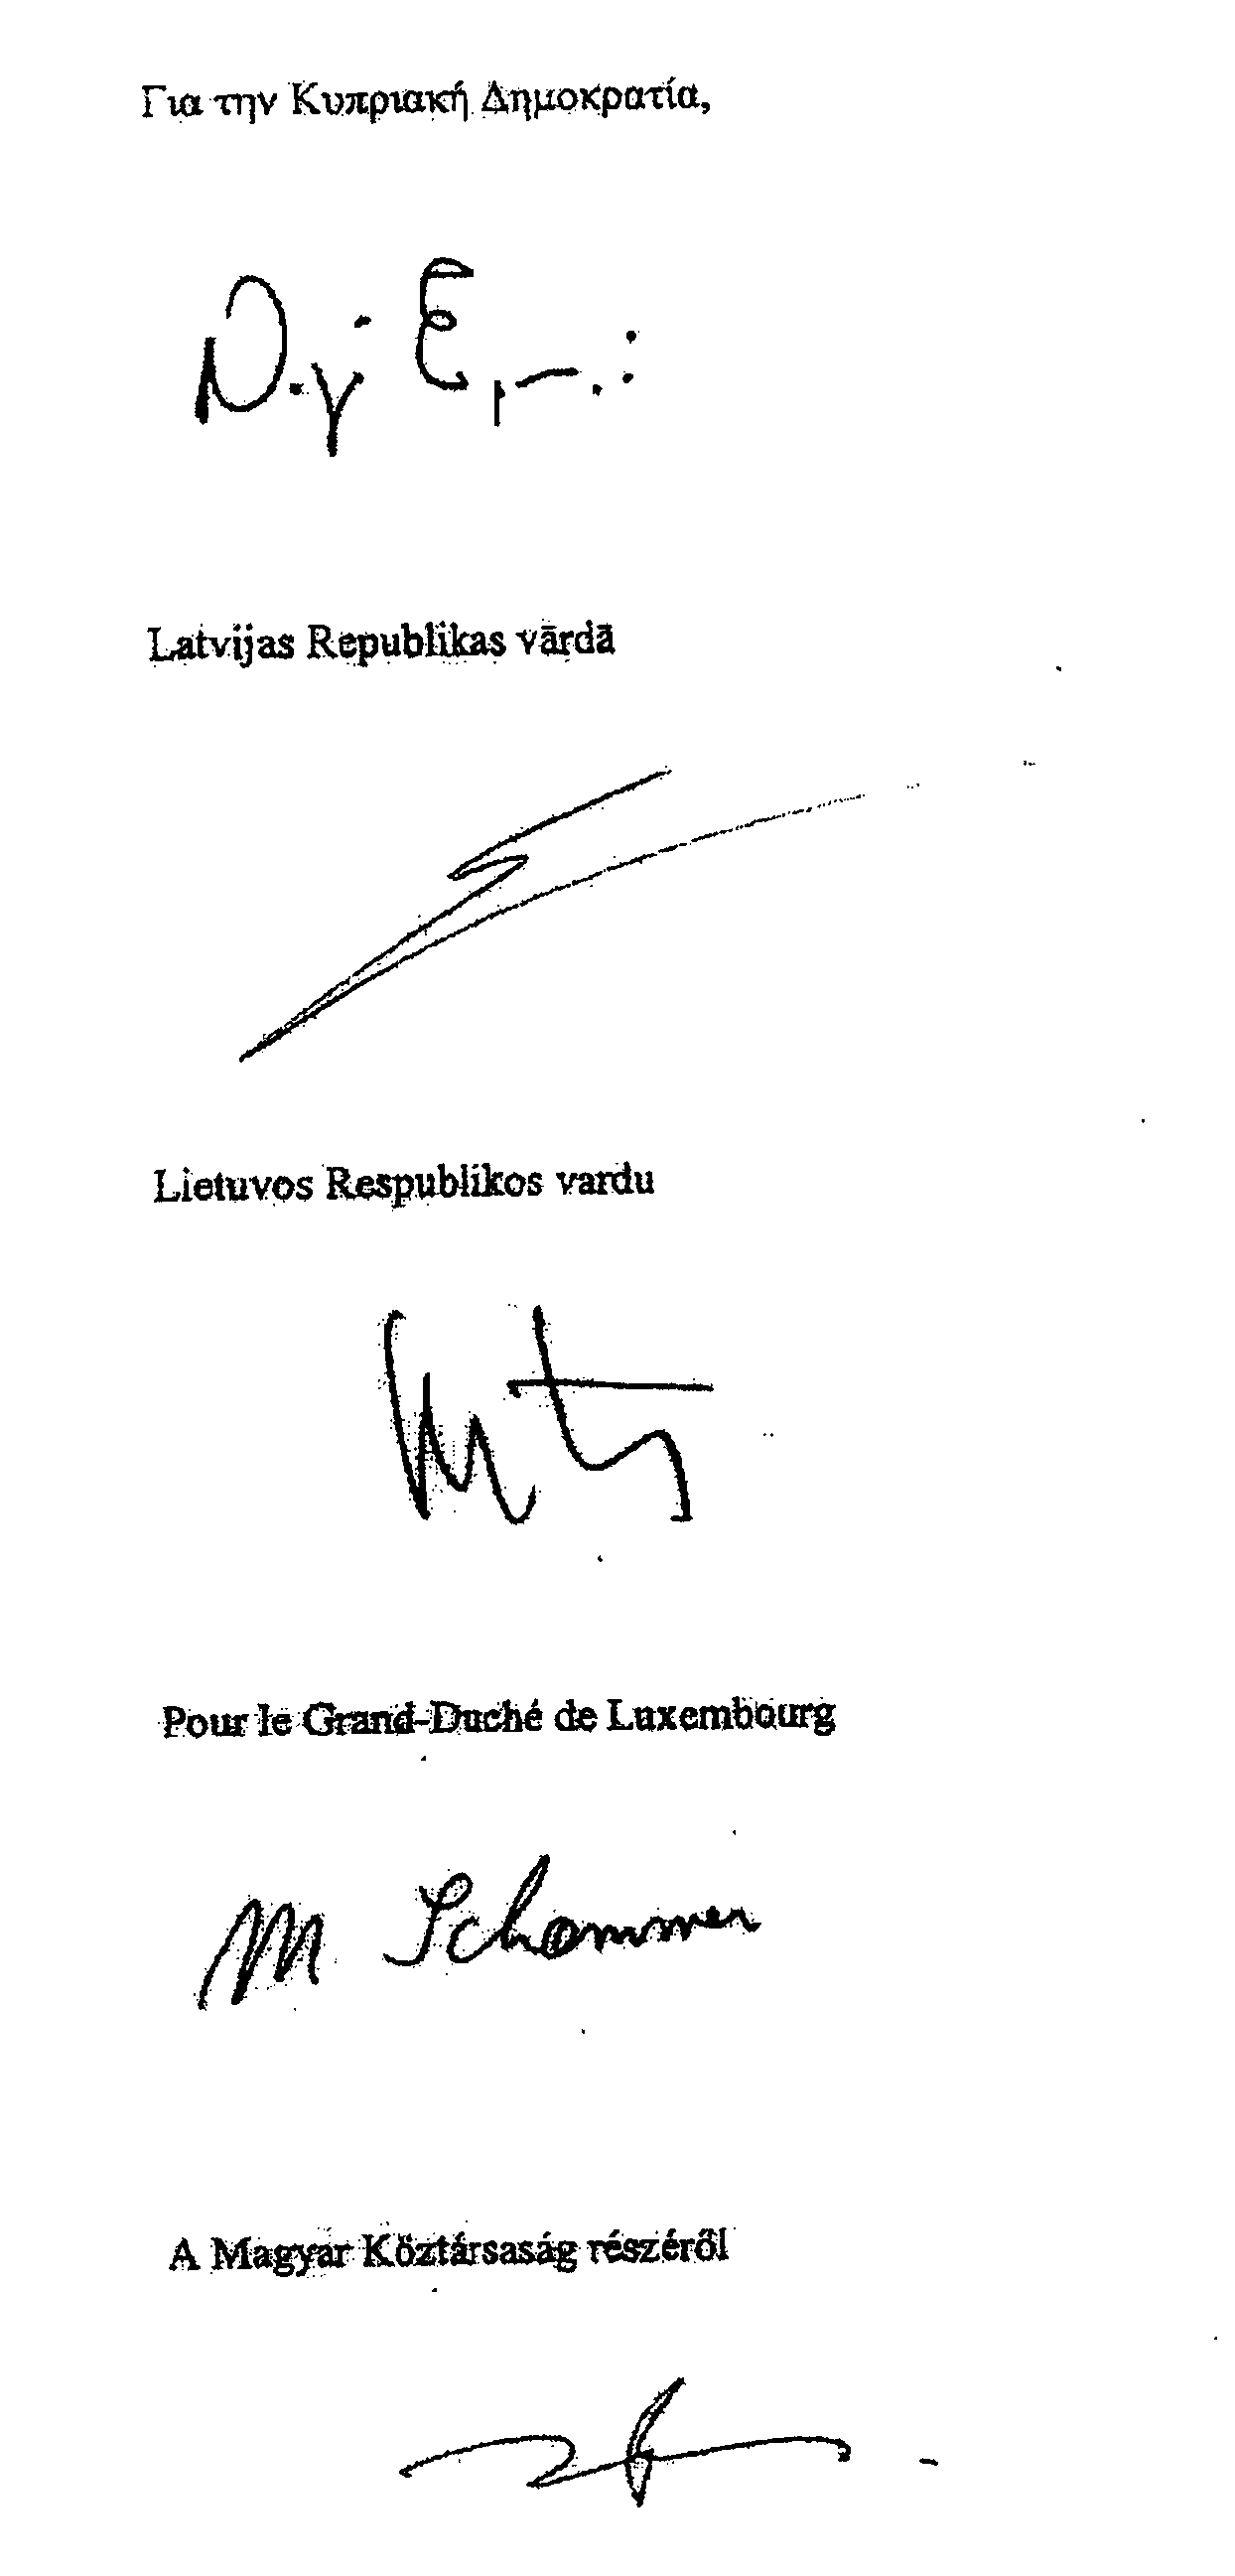 Για την Κυπριακή Δημοκρατία,
Latvijas Republikas vārdā
Lietuvos Respublikos vardu
Pour le Grand-Duché de Luxembourg
M Schommer
A Magyar Köztársaság részéről